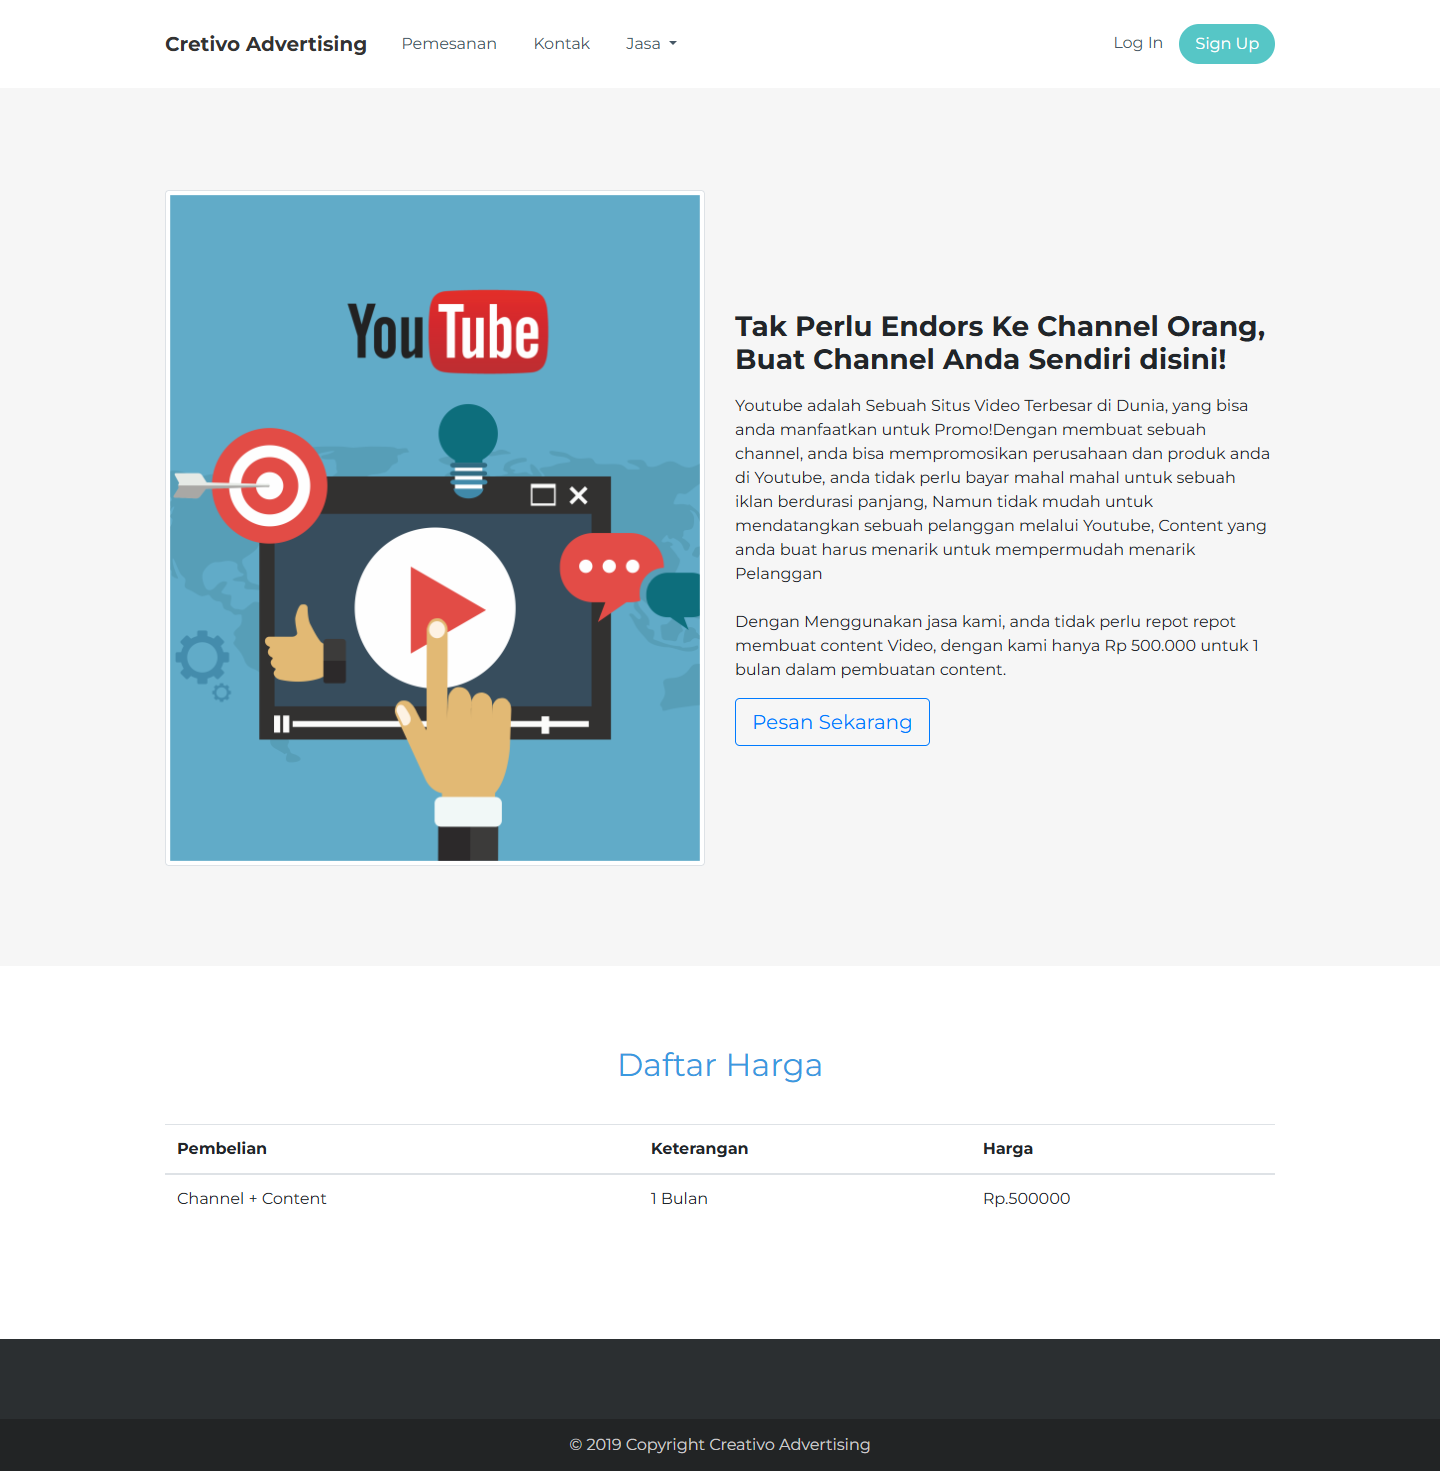 Cretivo Advertising Pemesanan Kontak Jasa Log In Sign Up
YouTube
Tak Perlu Endors Ke Channel Orang,
Buat Channel Anda Sendiri disini!
Youtube adalah Sebuah Situs Video Terbesar di Dunia, yang bisa
anda manfaatkan untuk Promo!Dengan membuat sebuah
channel, anda bisa mempromosikan perusahaan dan produk anda
di Youtube, anda tidak perlu bayar mahal mahal untuk sebuah
iklan berdurasi panjang, Namun tidak mudah untuk
mendatangkan sebuah pelanggan melalui Youtube, Content yang
anda buat harus menarik untuk mempermudah menarik
Pelanggan
Dengan Menggunakan jasa kami, anda tidak perlu repot repot
membuat content Video, dengan kami hanya Rp 500.000 untuk 1
bulan dalam pembuatan content.
Pesan Sekarang
Daftar Harga
Pembelian Keterangan Harga
Channel + Content 1 Bulan Rp.500000
© 2019 Copyright Creativo Advertising